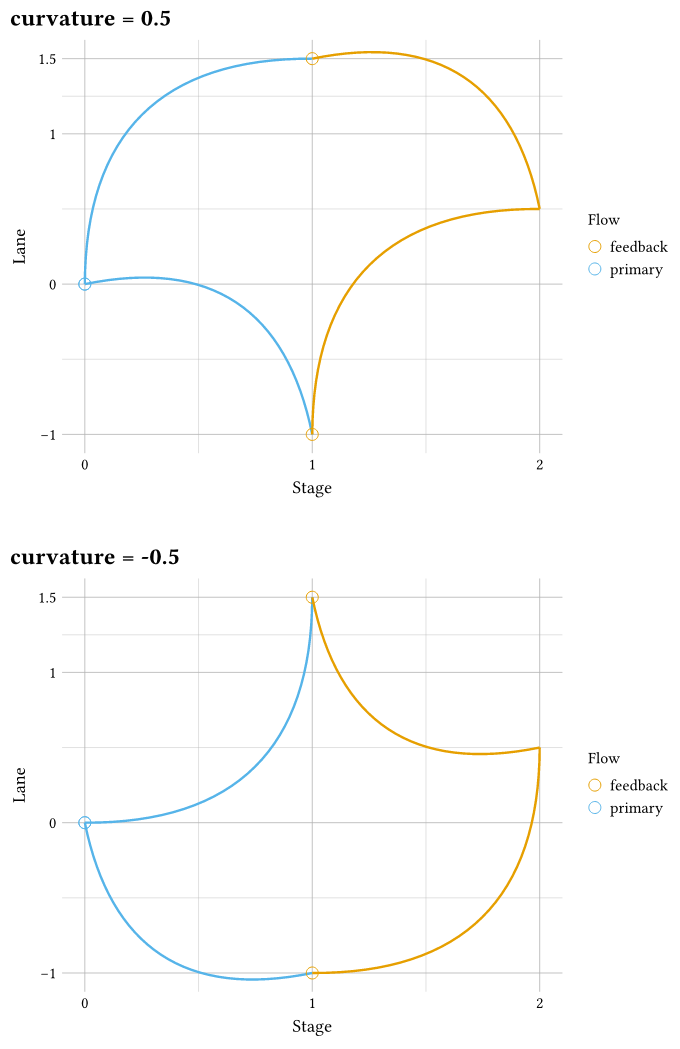 curvature = 0.5
1.5
1
0
−1
Lane
0 1 2
Stage
Flow
feedback
primary
curvature = -0.5
1.5
1
0
−1
Lane
0 1 2
Stage
Flow
feedback
primary